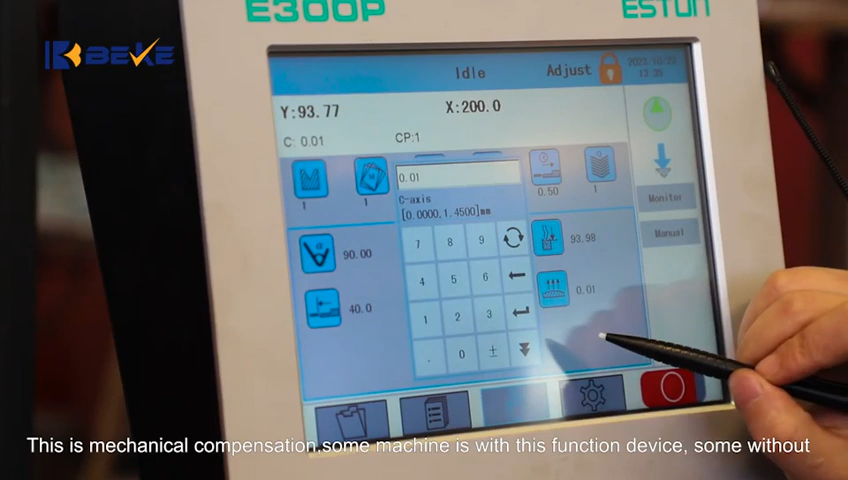 E300P
ESTUN
BEKE
Idle
Adjust
2023/10/23
13:35
Y:93.77
X:200.0
C: 0.01
CP:1
0.01
C-axis
[0.0000,1.4500]mm
1
1
0.50
1
90.00
93.98
40.0
0.01
7 8 9
4 5 6
1 2 3
. 0 ±
Monitor
Manual
This is mechanical compensation.some machine is with this function device, some without